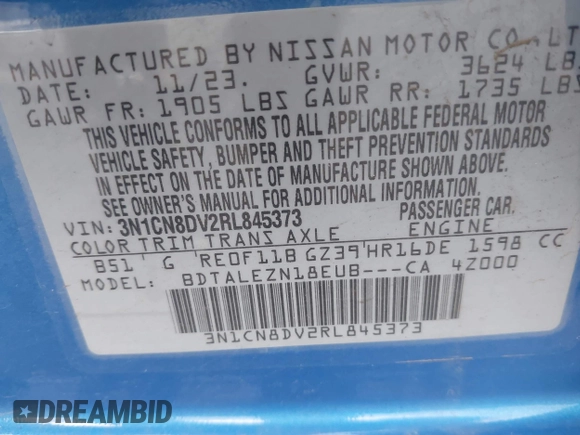 MANUFACTURED BY NISSAN MOTOR CO., LT
DATE: 11/23. GVWR: 3624 LBS
GAWR FR: 1905 LBS GAWR RR: 1735 LBS
THIS VEHICLE CONFORMS TO ALL APPLICABLE FEDERAL MOTOR
VEHICLE SAFETY, BUMPER AND THEFT PREVENTION STANDARDS
IN EFFECT ON THE DATE OF MANUFACTURE SHOWN ABOVE.
SEE OWNER'S MANUAL FOR ADDITIONAL INFORMATION.
VIN: 3N1CN8DV2RL845373 PASSENGER CAR.
COLOR TRIM TRANS AXLE ENGINE
B51 G RE0F11B GZ39 HR16DE 1598 CC
MODEL: BDTALEZN18EUB---CA 4Z000
3N1CN8DV2RL845373
DREAMBID